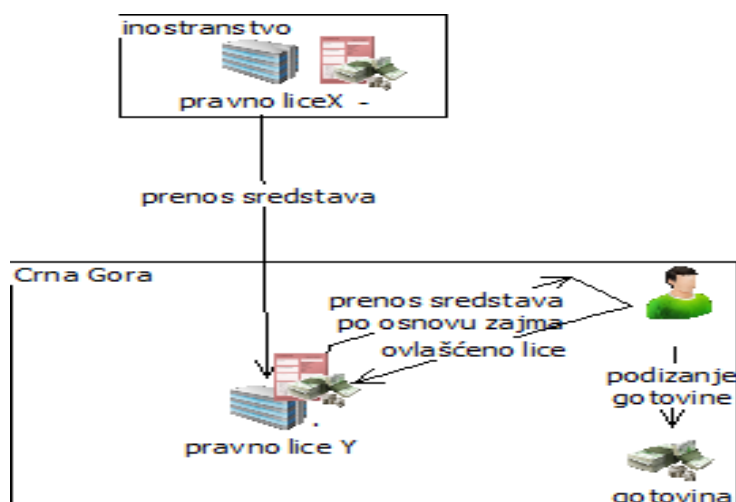 inostranstvo
pravno liceX -
prenos sredstava
Crna Gora
prenos sredstava
po osnovu zajma
ovlašćeno lice
podizanje
gotovine
pravno lice Y
gotovina